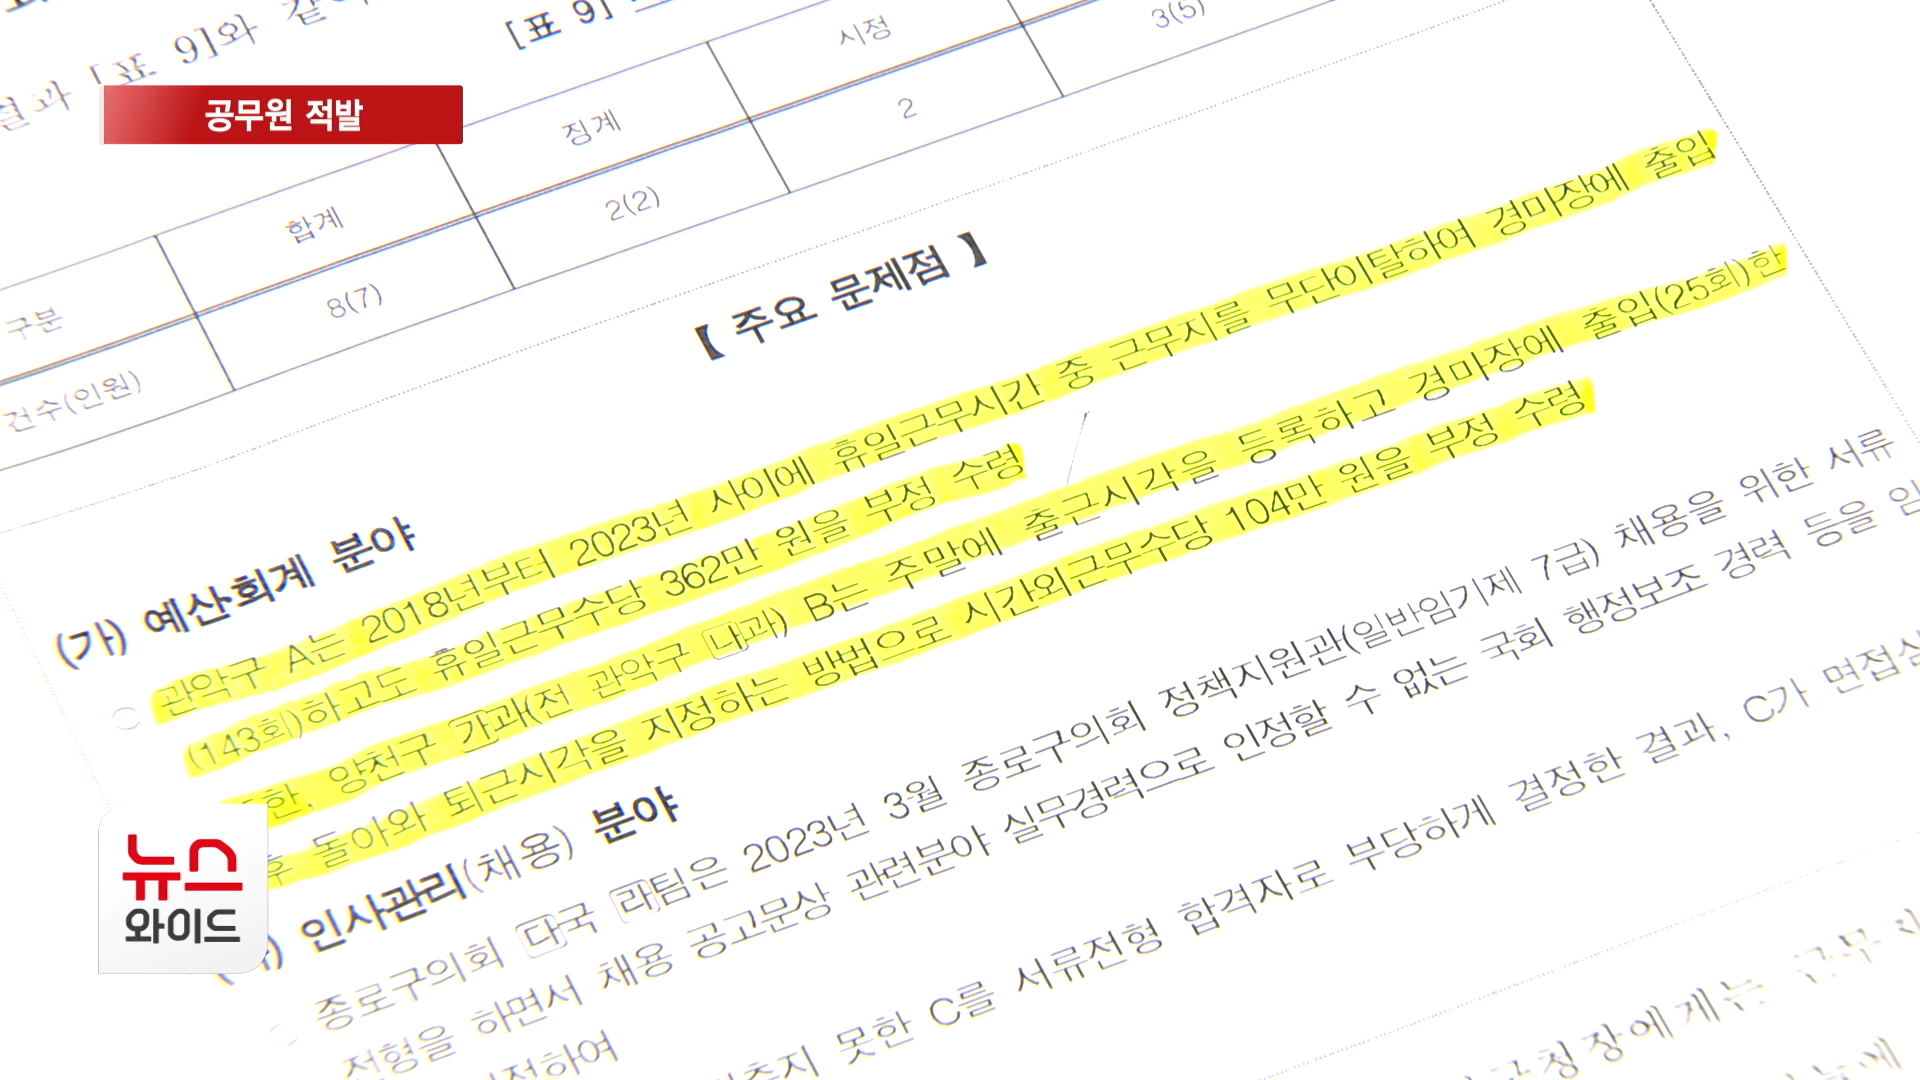 결과 [표 9]와 같이
[표 9]
공무원 적발
구분 합계 징계 시정
건수(인원) 8(7) 2(2) 2 3(5)
【 주요 문제점 】
(가) 예산·회계 분야
○ 관악구 A는 2018년부터 2023년 사이에 휴일근무시간 중 근무지를 무단이탈하여 경마장에 출입
(143회)하고도 휴일근무수당 362만 원을 부정 수령
한, 양천구 가과(전 관악구 나과) B는 주말에 출근시각을 등록하고 경마장에 출입(25회)한
후 돌아와 퇴근시각을 지정하는 방법으로 시간외근무수당 104만 원을 부정 수령
인사관리(채용) 분야
○ 종로구의회 다국 라팀은 2023년 3월 종로구의회 정책지원관(일반임기제 7급) 채용을 위한 서류
전형을 하면서 채용 공고문상 관련분야 실무경력으로 인정할 수 없는 국회 행정보조 경력 등을
못한 C를 서류전형 합격자로 부당하게 결정한 결과, C가
뉴스
와이드